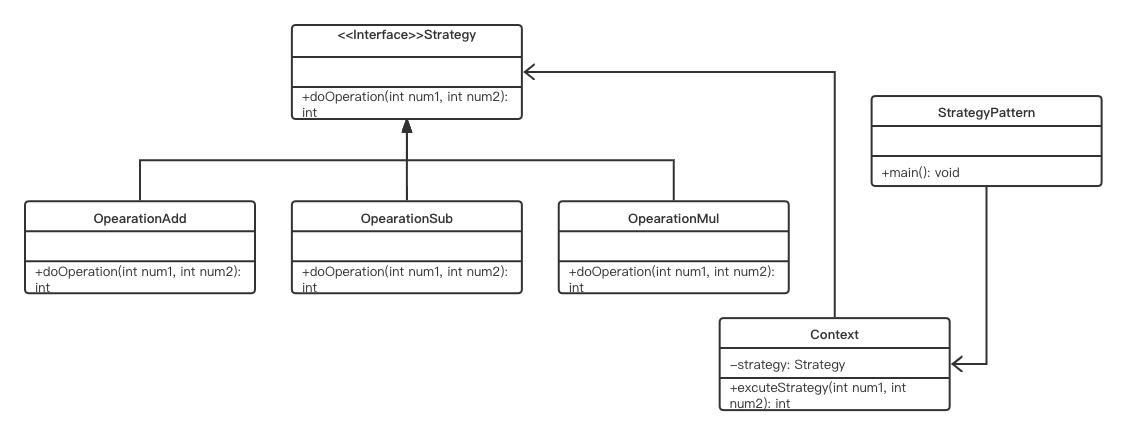 <<Interface>>Strategy
+doOperation(int num1, int num2):
int
StrategyPattern
+main(): void
OpearationAdd
+doOperation(int num1, int num2):
int
OpearationSub
+doOperation(int num1, int num2):
int
OpearationMul
+doOperation(int num1, int num2):
int
Context
-strategy: Strategy
+excuteStrategy(int num1, int
num2): int